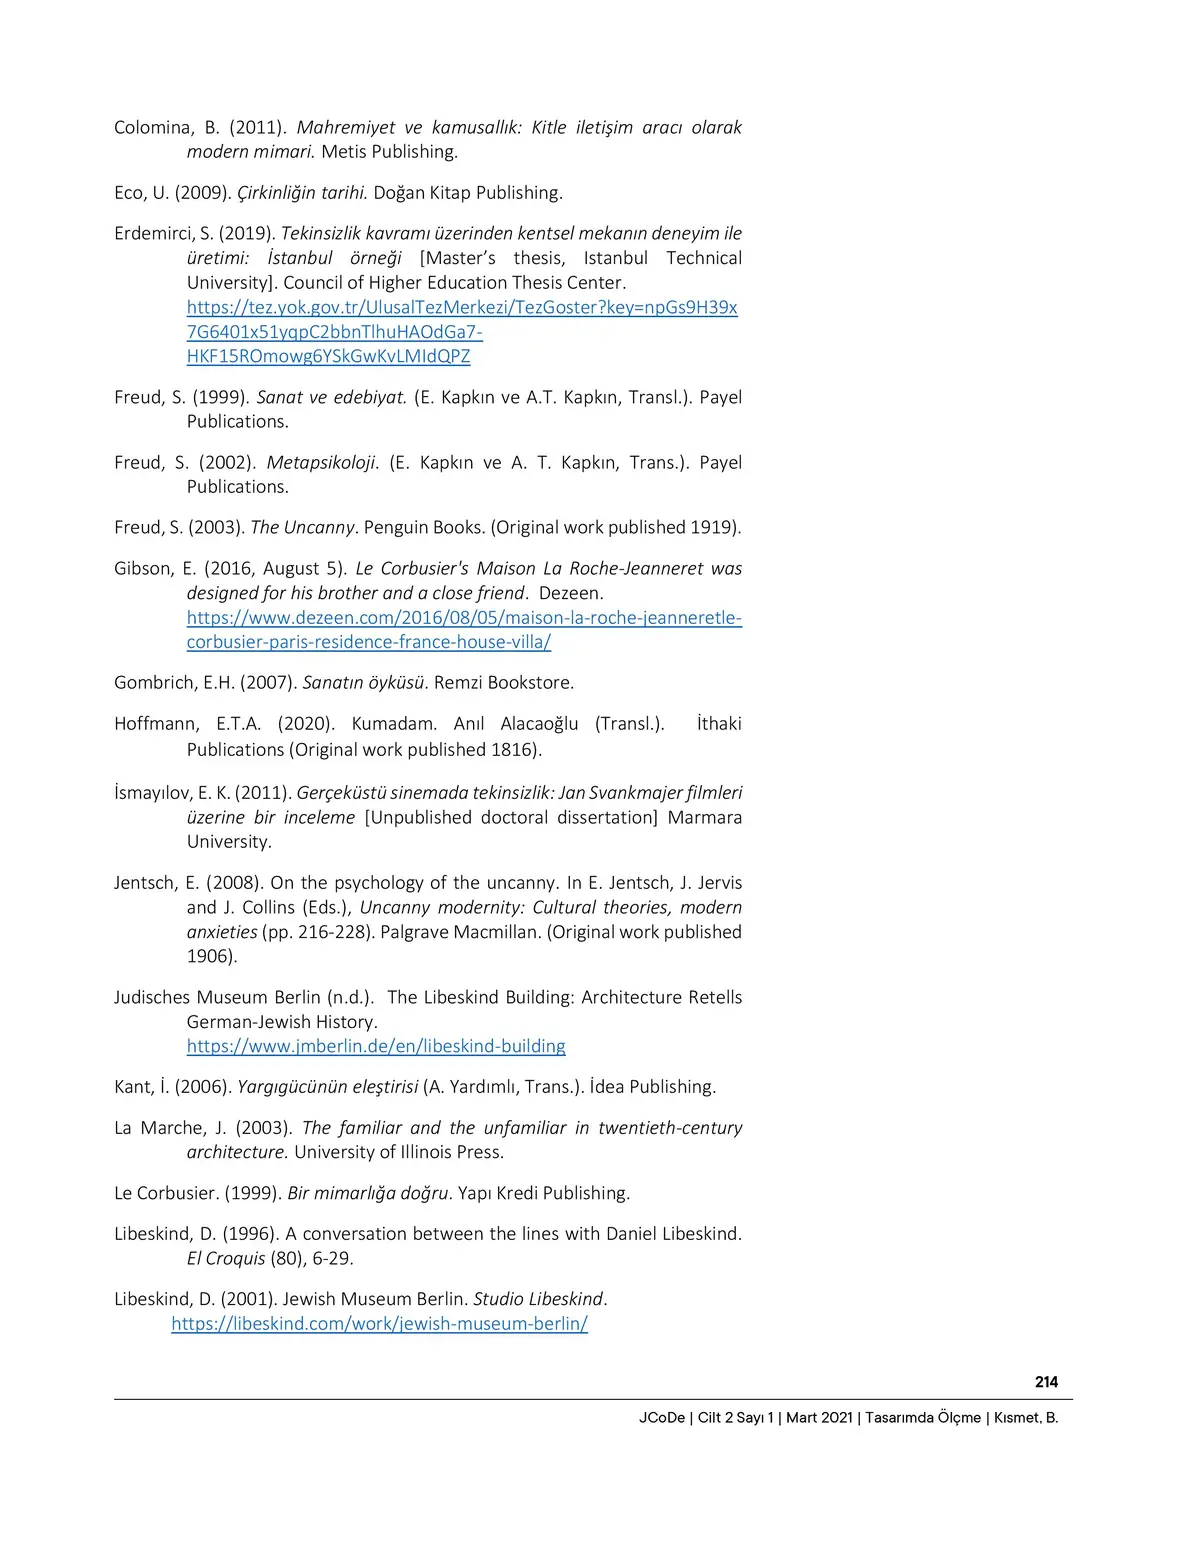 Colomina, B. (2011). Mahremiyet ve kamusallık: Kitle iletişim aracı olarak
modern mimari. Metis Publishing.
Eco, U. (2009). Çirkinliğin tarihi. Doğan Kitap Publishing.
Erdemirci, S. (2019). Tekinsizlik kavramı üzerinden kentsel mekanın deneyim ile
üretimi: İstanbul örneği [Master’s thesis, Istanbul Technical
University]. Council of Higher Education Thesis Center.
https://tez.yok.gov.tr/UlusalTezMerkezi/TezGoster?key=npGs9H39x
7G6401x51yqpC2bbnTlhuHAOdGa7-
HKF15ROmowg6YSkGwKvLMIdQPZ
Freud, S. (1999). Sanat ve edebiyat. (E. Kapkın ve A.T. Kapkın, Transl.). Payel
Publications.
Freud, S. (2002). Metapsikoloji. (E. Kapkın ve A. T. Kapkın, Trans.). Payel
Publications.
Freud, S. (2003). The Uncanny. Penguin Books. (Original work published 1919).
Gibson, E. (2016, August 5). Le Corbusier's Maison La Roche-Jeanneret was
designed for his brother and a close friend. Dezeen.
https://www.dezeen.com/2016/08/05/maison-la-roche-jeanneretle-
corbusier-paris-residence-france-house-villa/
Gombrich, E.H. (2007). Sanatın öyküsü. Remzi Bookstore.
Hoffmann, E.T.A. (2020). Kumadam. Anıl Alacaoğlu (Transl.). İthaki
Publications (Original work published 1816).
İsmayılov, E. K. (2011). Gerçeküstü sinemada tekinsizlik: Jan Svankmajer filmleri
üzerine bir inceleme [Unpublished doctoral dissertation] Marmara
University.
Jentsch, E. (2008). On the psychology of the uncanny. In E. Jentsch, J. Jervis
and J. Collins (Eds.), Uncanny modernity: Cultural theories, modern
anxieties (pp. 216-228). Palgrave Macmillan. (Original work published
1906).
Judisches Museum Berlin (n.d.). The Libeskind Building: Architecture Retells
German-Jewish History.
https://www.jmberlin.de/en/libeskind-building
Kant, İ. (2006). Yargıgücünün eleştirisi (A. Yardımlı, Trans.). İdea Publishing.
La Marche, J. (2003). The familiar and the unfamiliar in twentieth-century
architecture. University of Illinois Press.
Le Corbusier. (1999). Bir mimarlığa doğru. Yapı Kredi Publishing.
Libeskind, D. (1996). A conversation between the lines with Daniel Libeskind.
El Croquis (80), 6-29.
Libeskind, D. (2001). Jewish Museum Berlin. Studio Libeskind.
https://libeskind.com/work/jewish-museum-berlin/
214
JCoDe | Cilt 2 Sayı 1 | Mart 2021 | Tasarımda Ölçme | Kısmet, B.